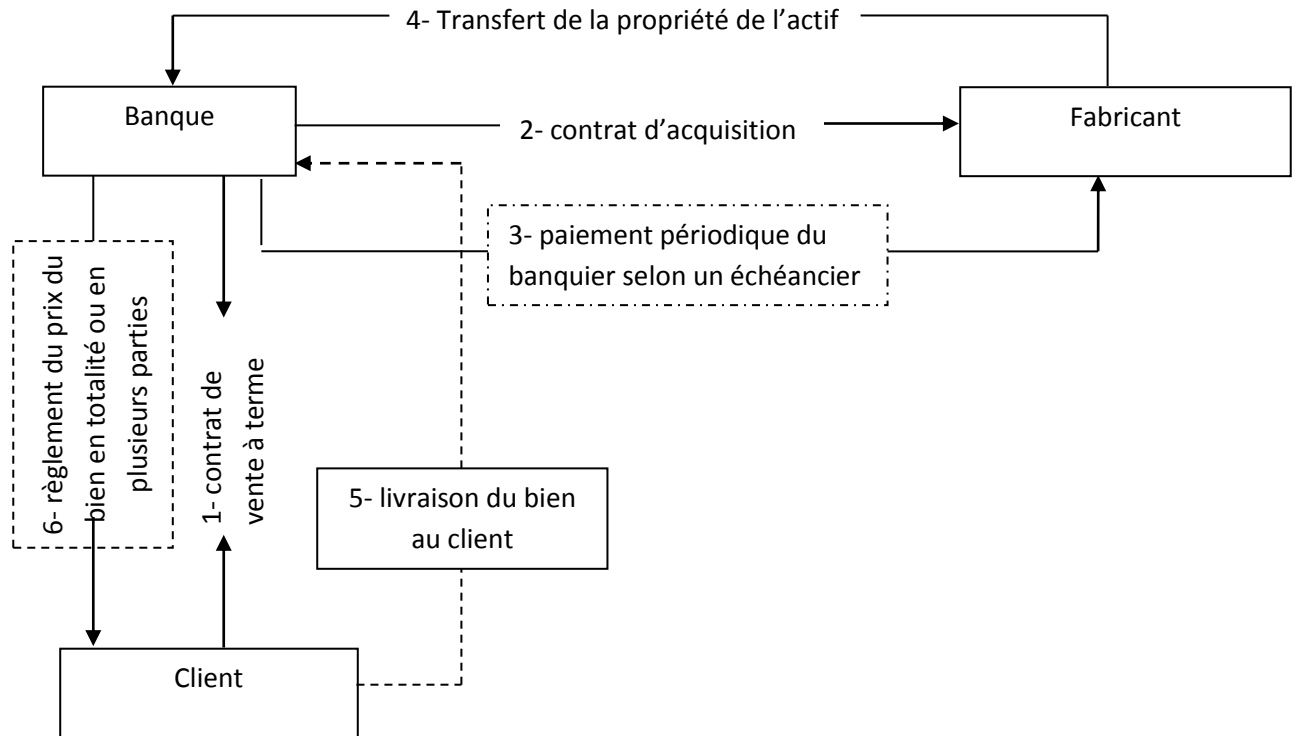 4- Transfert de la propriété de l’actif
Banque
2- contrat d’acquisition
Fabricant
3- paiement périodique du
banquier selon un échéancier
6- règlement du prix du
bien en totalité ou en
plusieurs parties
1- contrat de
vente à terme
5- livraison du bien
au client
Client